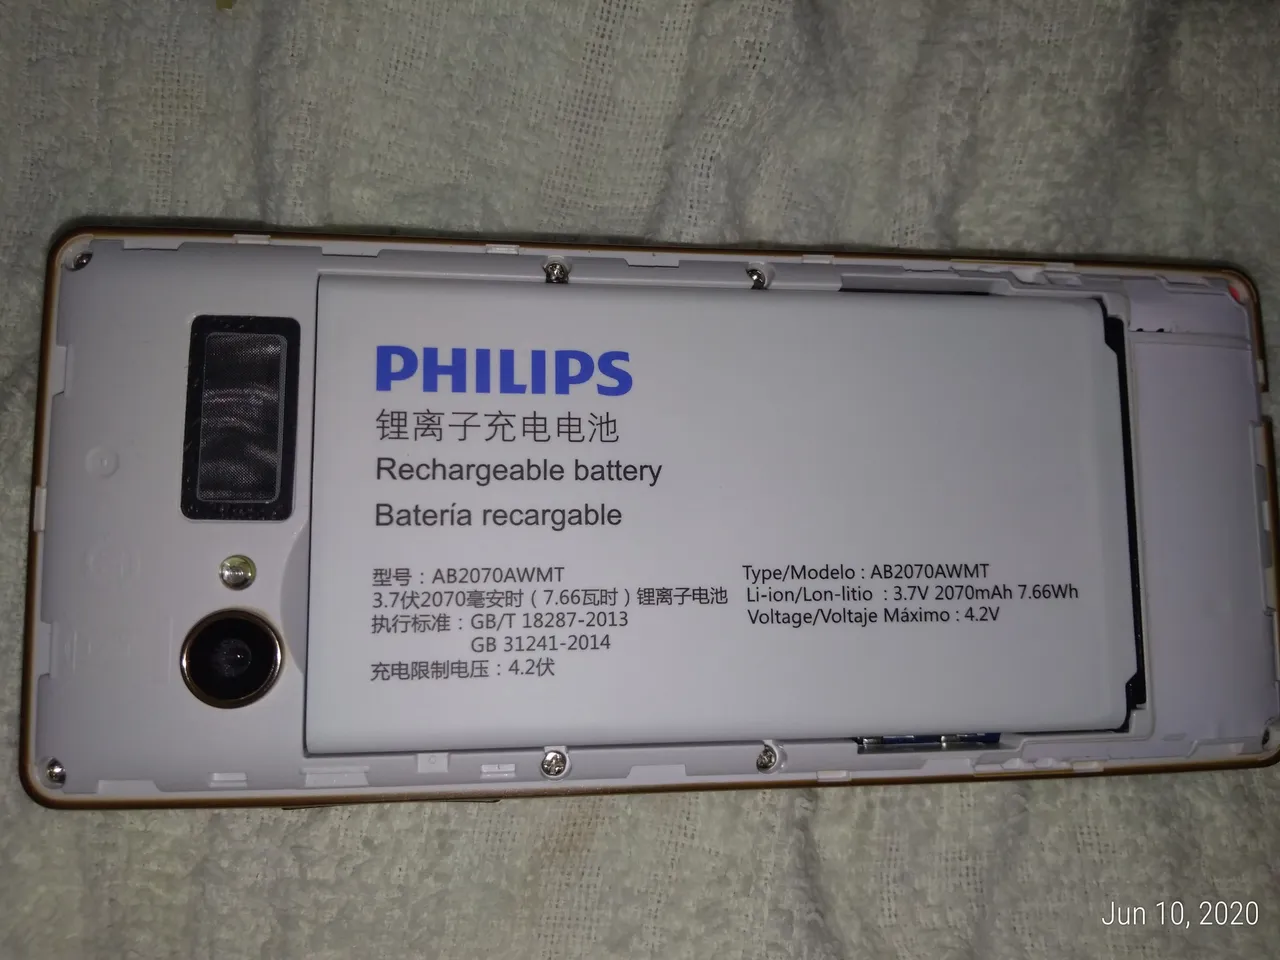 PHILIPS
锂离子充电电池
Rechargeable battery
Batería recargable
型号：AB2070AWMT
3.7伏2070毫安时（7.66瓦时）锂离子电池
执行标准：GB/T 18287-2013
GB 31241-2014
充电限制电压：4.2伏
Type/Modelo : AB2070AWMT
Li-ion/Lon-litio : 3.7V 2070mAh 7.66Wh
Voltage/Voltaje Máximo : 4.2V
Jun 10, 2020